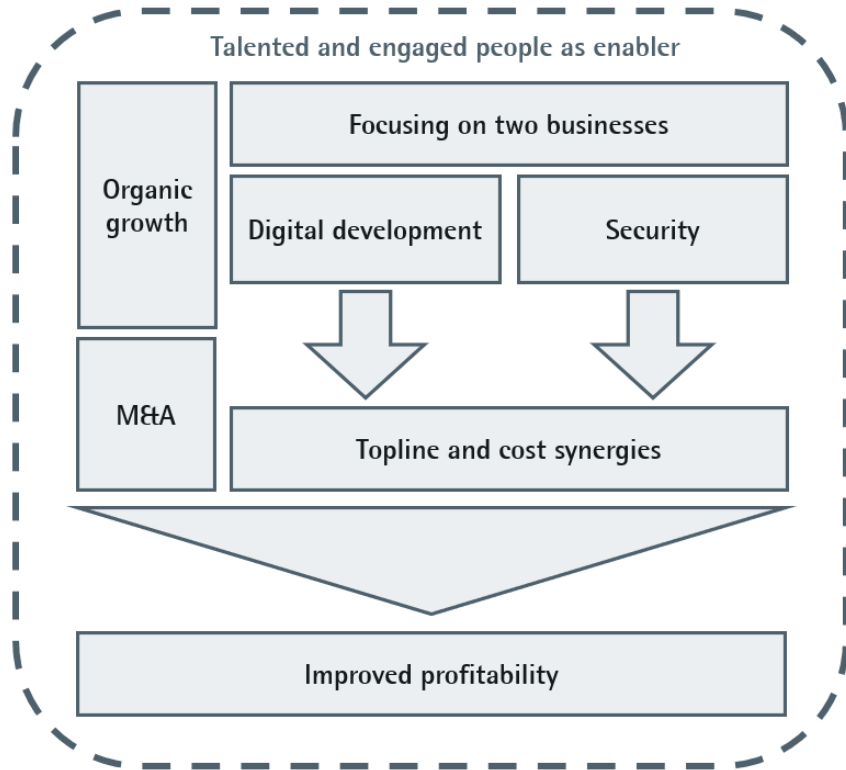 Talented and engaged people as enabler
Focusing on two businesses
Organic
growth
Digital development
Security
M&A
Topline and cost synergies
Improved profitability